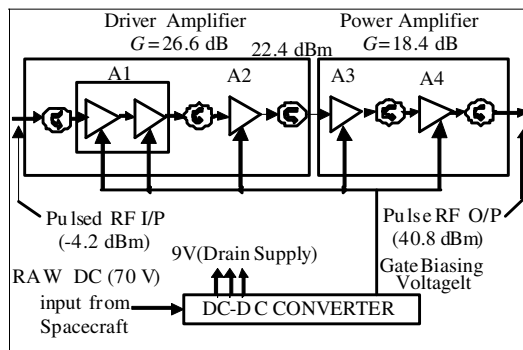 Driver Amplifier
G=26.6 dB
Power Amplifier
G=18.4 dB
22.4 dBm
A1
A2
A3
A4
Pulsed RF I/P
(-4.2 dBm)
Pulse RF O/P
(40.8 dBm)
9V(Drain Supply)
Gate Biasing
Voltagelt
RAW DC (70 V)
input from
Spacecraft
DC-D C CONVERTER